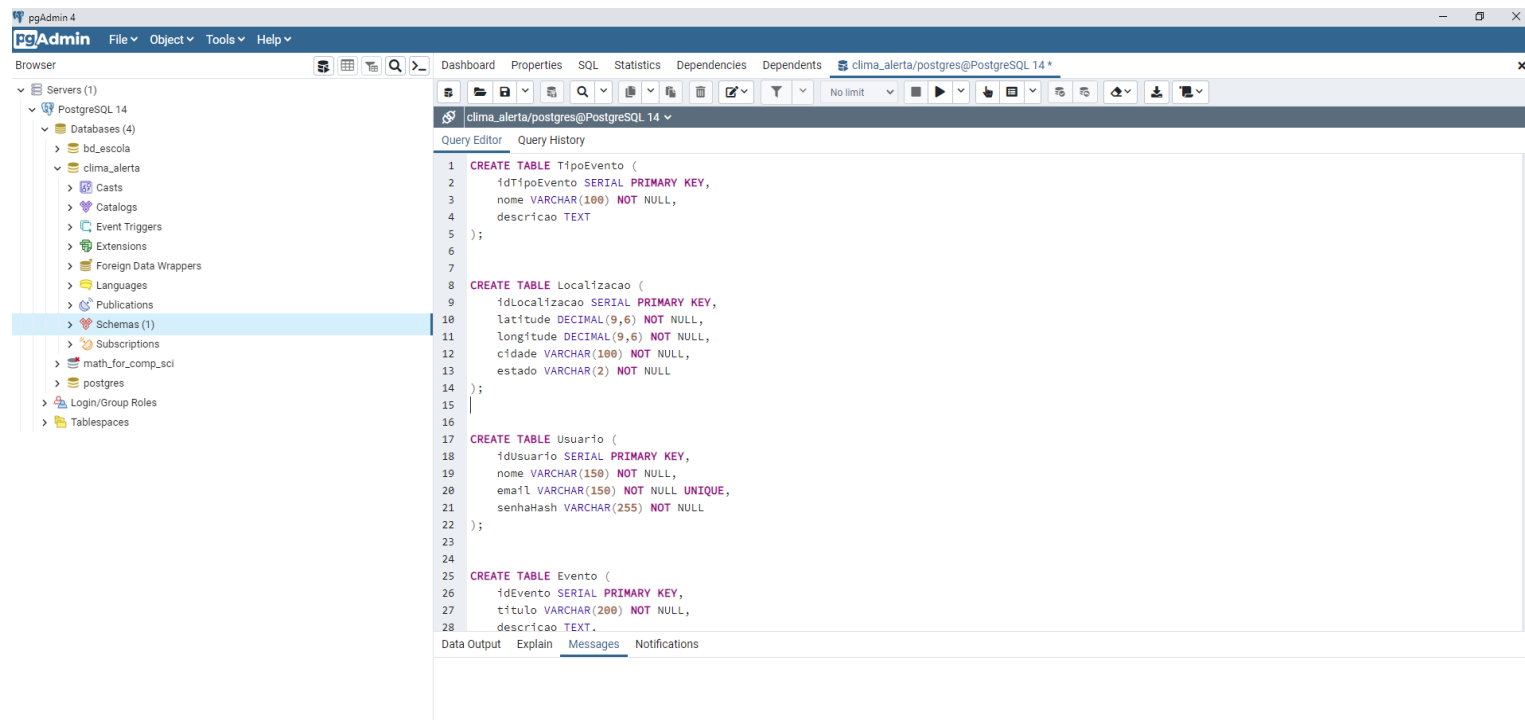 pgAdmin 4
pgAdmin File Object Tools Help
Browser
Dashboard Properties SQL Statistics Dependencies Dependents clima_alerta/postgres@PostgreSQL 14 *
Servers (1)
PostgreSQL 14
Databases (4)
bd_escola
clima_alerta
Casts
Catalogs
Event Triggers
Extensions
Foreign Data Wrappers
Languages
Publications
Schemas (1)
Subscriptions
math_for_comp_sci
postgres
Login/Group Roles
Tablespaces
No limit
clima_alerta/postgres@PostgreSQL 14
Query Editor Query History
1 CREATE TABLE TipoEvento (
2 idTipoEvento SERIAL PRIMARY KEY,
3 nome VARCHAR(100) NOT NULL,
4 descricao TEXT
5 );
6
7
8 CREATE TABLE Localizacao (
9 idLocalizacao SERIAL PRIMARY KEY,
10 latitude DECIMAL(9,6) NOT NULL,
11 longitude DECIMAL(9,6) NOT NULL,
12 cidade VARCHAR(100) NOT NULL,
13 estado VARCHAR(2) NOT NULL
14 );
15
16
17 CREATE TABLE Usuario (
18 idUsuario SERIAL PRIMARY KEY,
19 nome VARCHAR(150) NOT NULL,
20 email VARCHAR(150) NOT NULL UNIQUE,
21 senhaHash VARCHAR(255) NOT NULL
22 );
23
24
25 CREATE TABLE Evento (
26 idEvento SERIAL PRIMARY KEY,
27 titulo VARCHAR(200) NOT NULL,
28 descricao TEXT,
Data Output Explain Messages Notifications